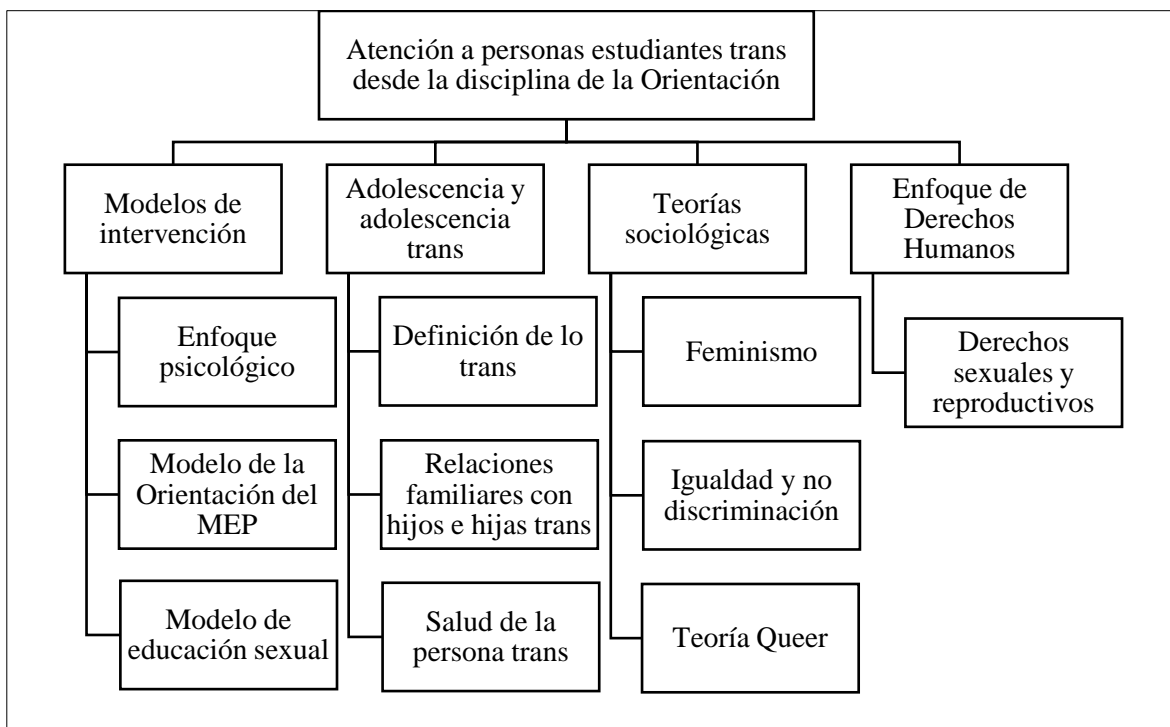 Atención a personas estudiantes trans
desde la disciplina de la Orientación
Modelos de
intervención
Enfoque
psicológico
Modelo de la
Orientación del
MEP
Modelo de
educación sexual
Adolescencia y
adolescencia
trans
Definición de lo
trans
Relaciones
familiares con
hijos e hijas trans
Salud de la
persona trans
Teorías
sociológicas
Feminismo
Igualdad y no
discriminación
Teoría Queer
Enfoque de
Derechos
Humanos
Derechos
sexuales y
reproductivos